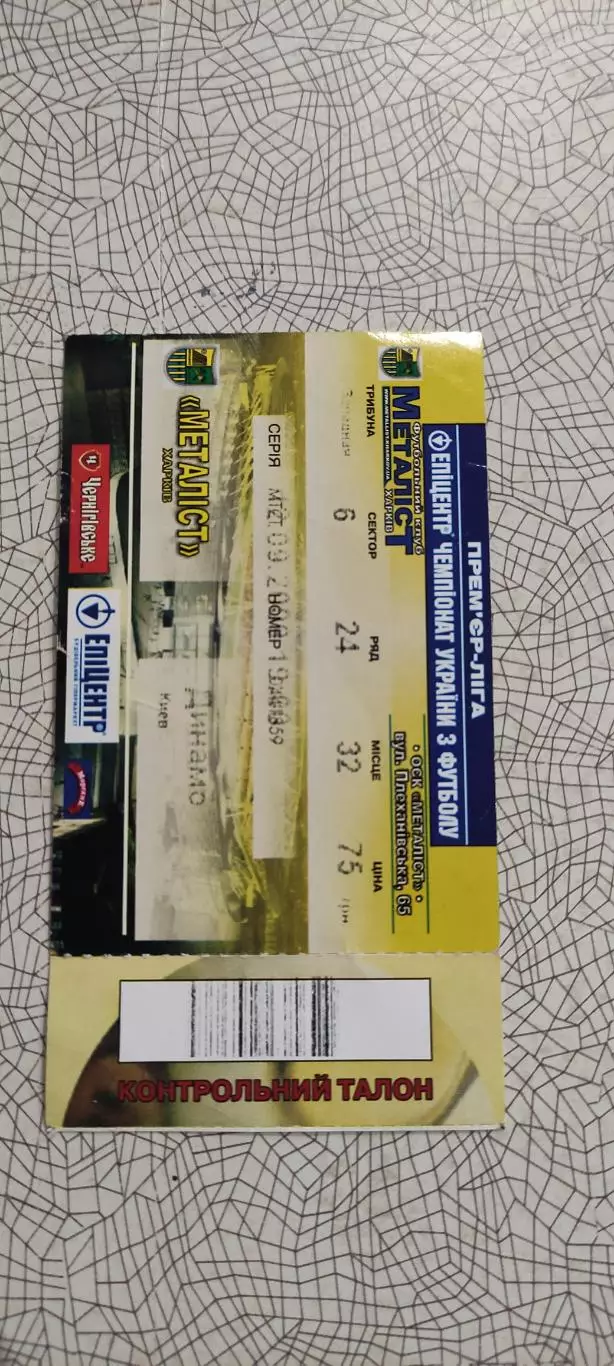 ПРЕМ'ЄР-ЛІГА
ЕПІЦЕНТР ЧЕМПІОНАТ УКРАЇНИ З ФУТБОЛУ
Футбольний клуб
МЕТАЛІСТ
ХАРКІВ
• ОСК «МЕТАЛІСТ» •
вул. Плеханівська, 65
ТРИБУНА СЕКТОР РЯД МІСЦЕ ЦІНА
6 24 32 75 грн
СЕРІЯ НОМЕР
«МЕТАЛІСТ»
ХАРКІВ
Динамо
Киев
Чернігівське
ЕПІЦЕНТР
КОНТРОЛЬНИЙ ТАЛОН